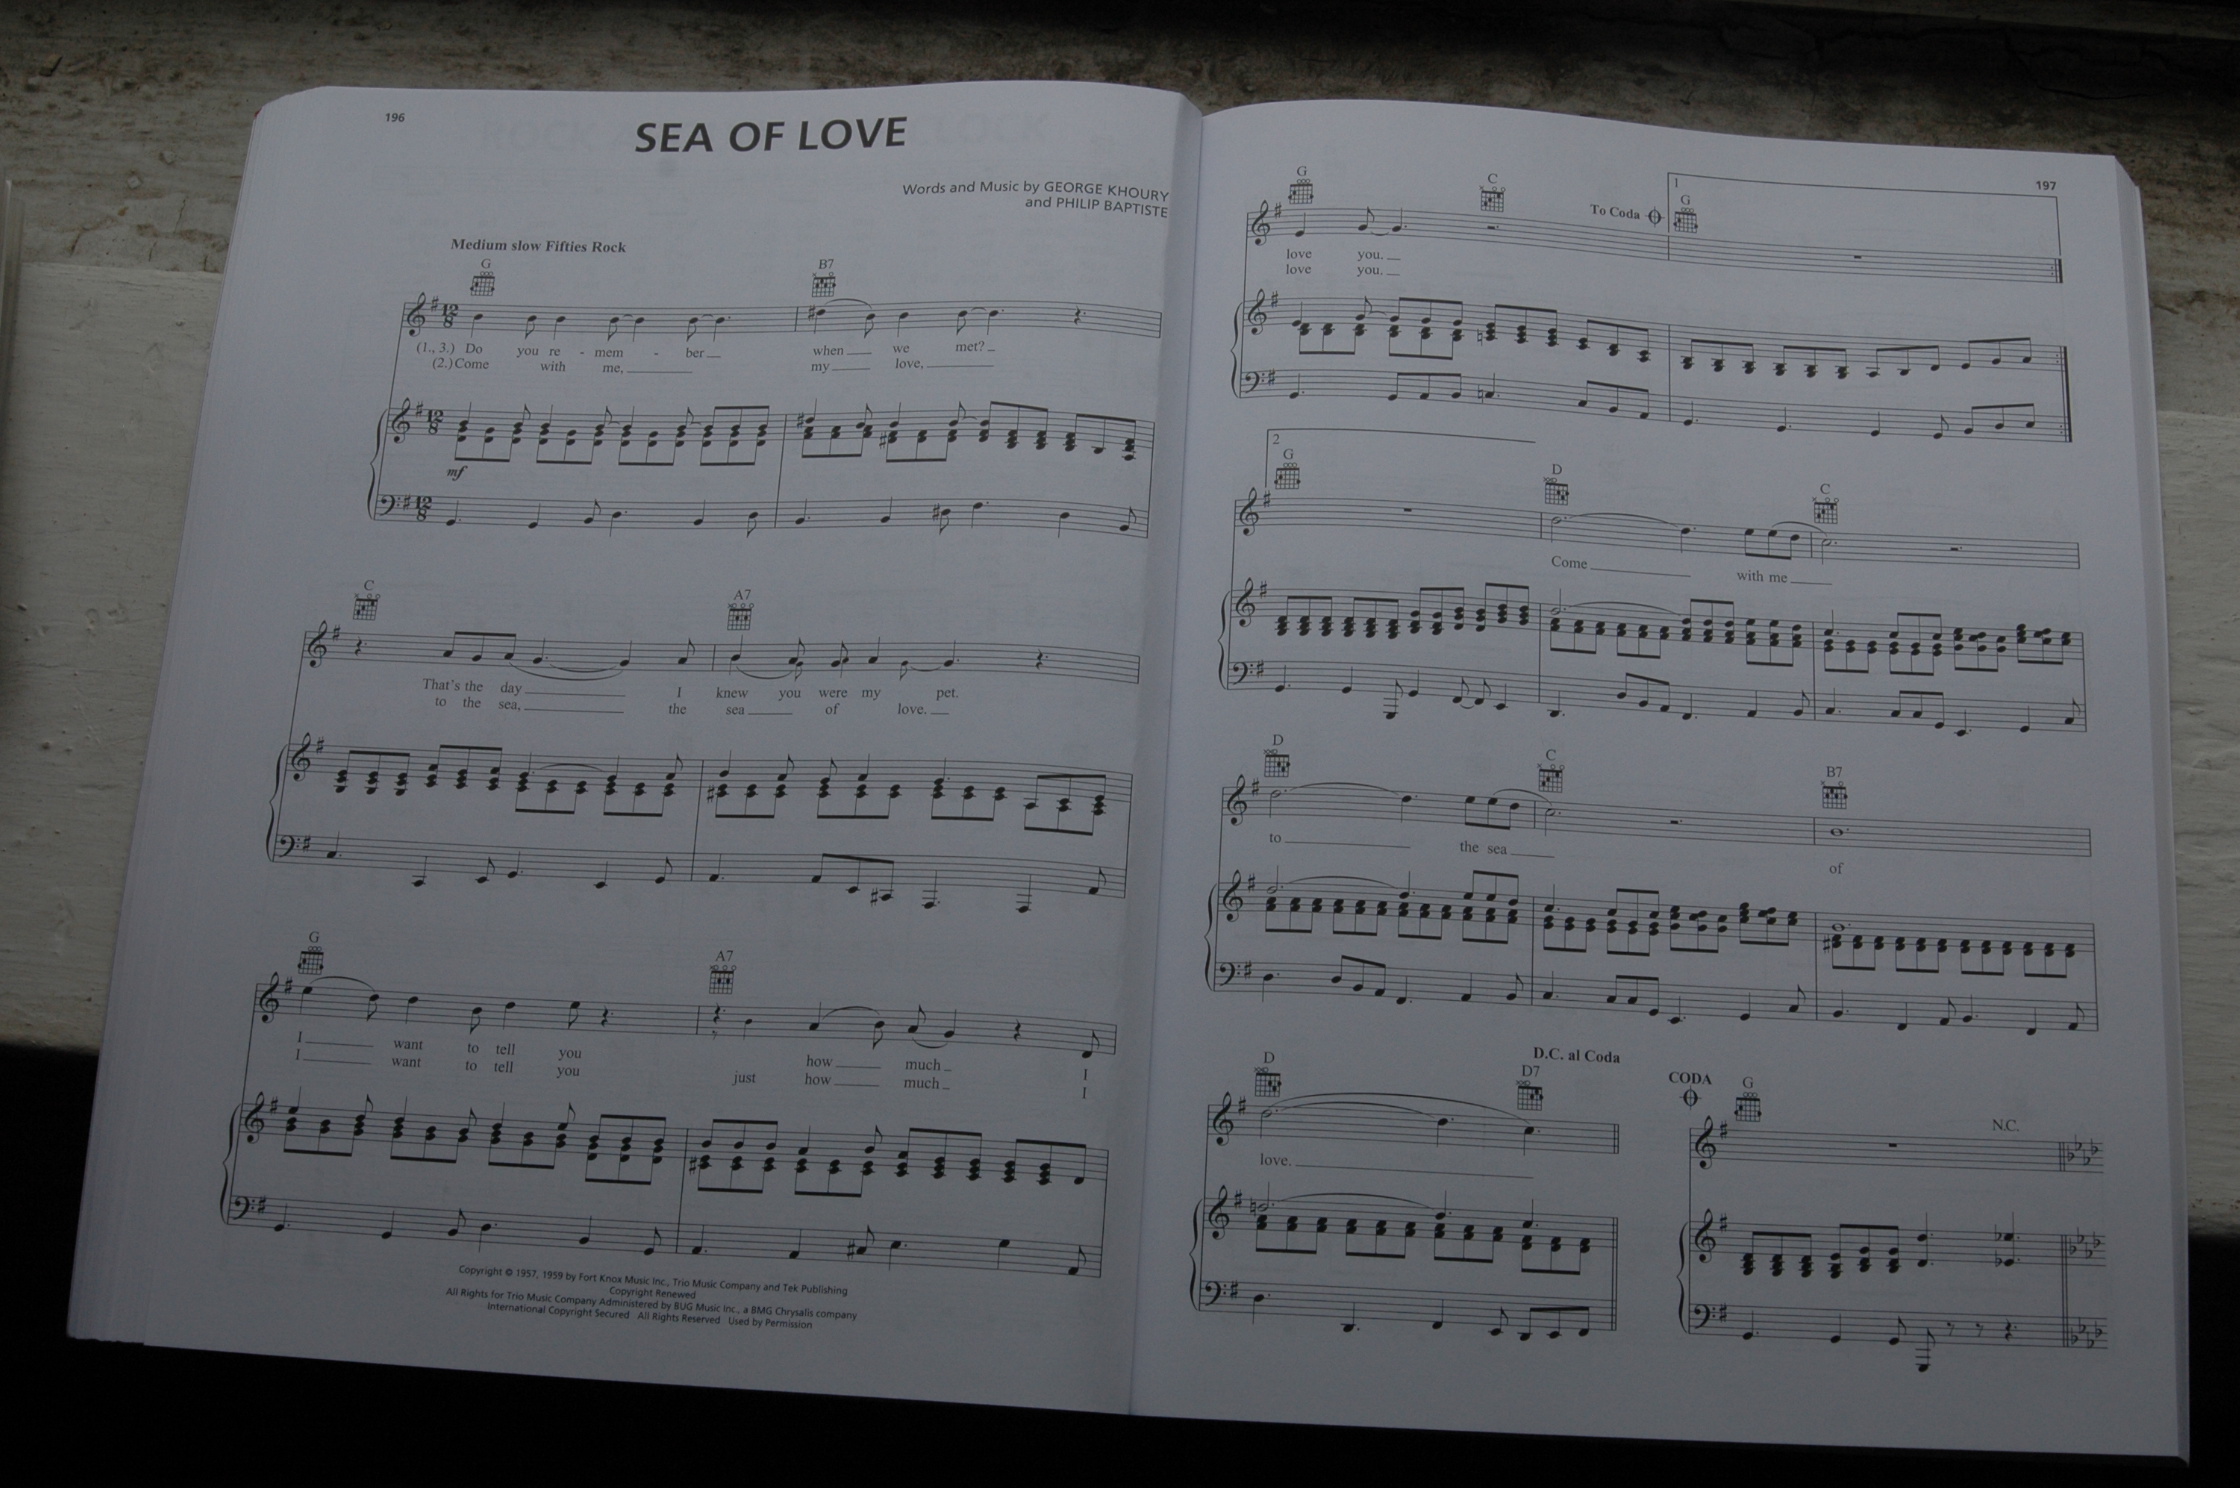 196
SEA OF LOVE
Words and Music by GEORGE KHOURY
and PHILIP BAPTISTE
Medium slow Fifties Rock
G B7
(1., 3.) Do you re - mem - ber when we met?
(2.) Come with me, my love,
mf
C A7
That's the day I knew you were my pet.
to the sea, the sea of love.
G A7
I want to tell you how much I
I want to tell you just how much I
Copyright © 1957, 1959 by Fort Knox Music Inc., Trio Music Company and Tek Publishing
Copyright Renewed
All Rights for Trio Music Company Administered by BUG Music Inc., a BMG Chrysalis company
International Copyright Secured All Rights Reserved Used by Permission
197
G C To Coda 1 G
love you.
love you.
2
G D C
Come with me
D C B7
to the sea of
D D.C. al Coda D7
love.
CODA G N.C.